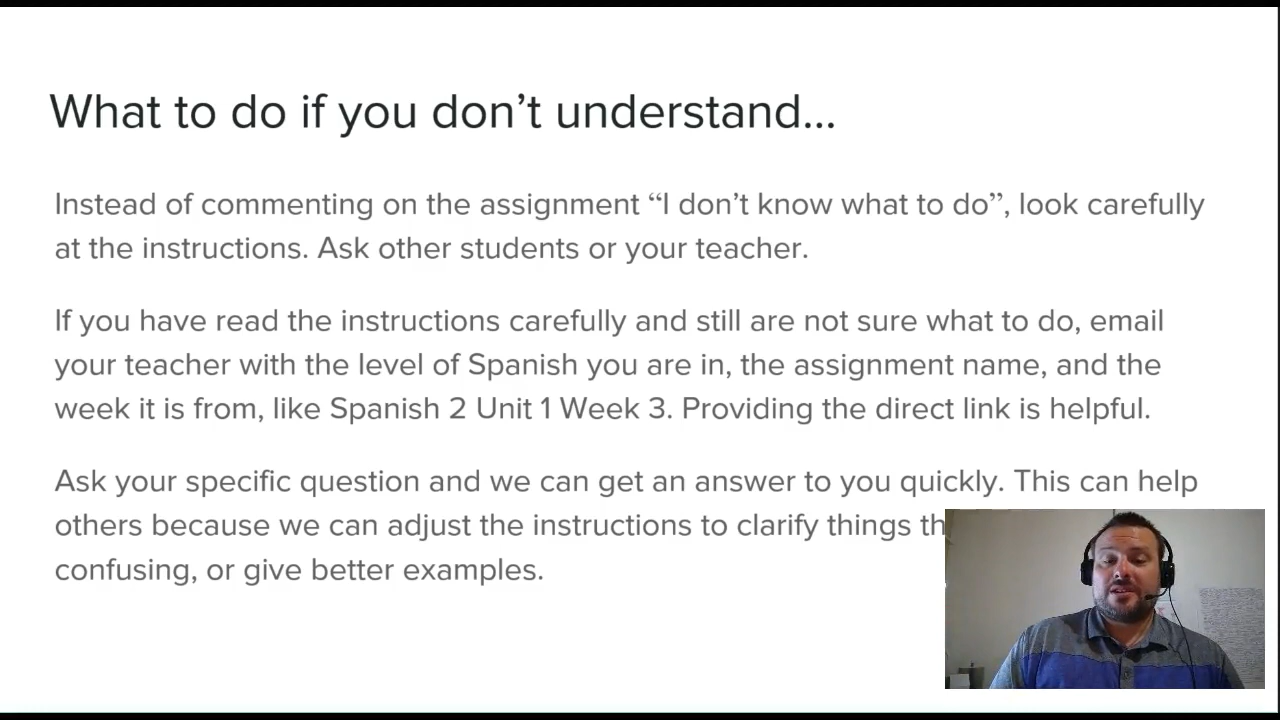 What to do if you don’t understand...
Instead of commenting on the assignment “I don’t know what to do”, look carefully
at the instructions. Ask other students or your teacher.
If you have read the instructions carefully and still are not sure what to do, email
your teacher with the level of Spanish you are in, the assignment name, and the
week it is from, like Spanish 2 Unit 1 Week 3. Providing the direct link is helpful.
Ask your specific question and we can get an answer to you quickly. This can help
others because we can adjust the instructions to clarify things
confusing, or give better examples.